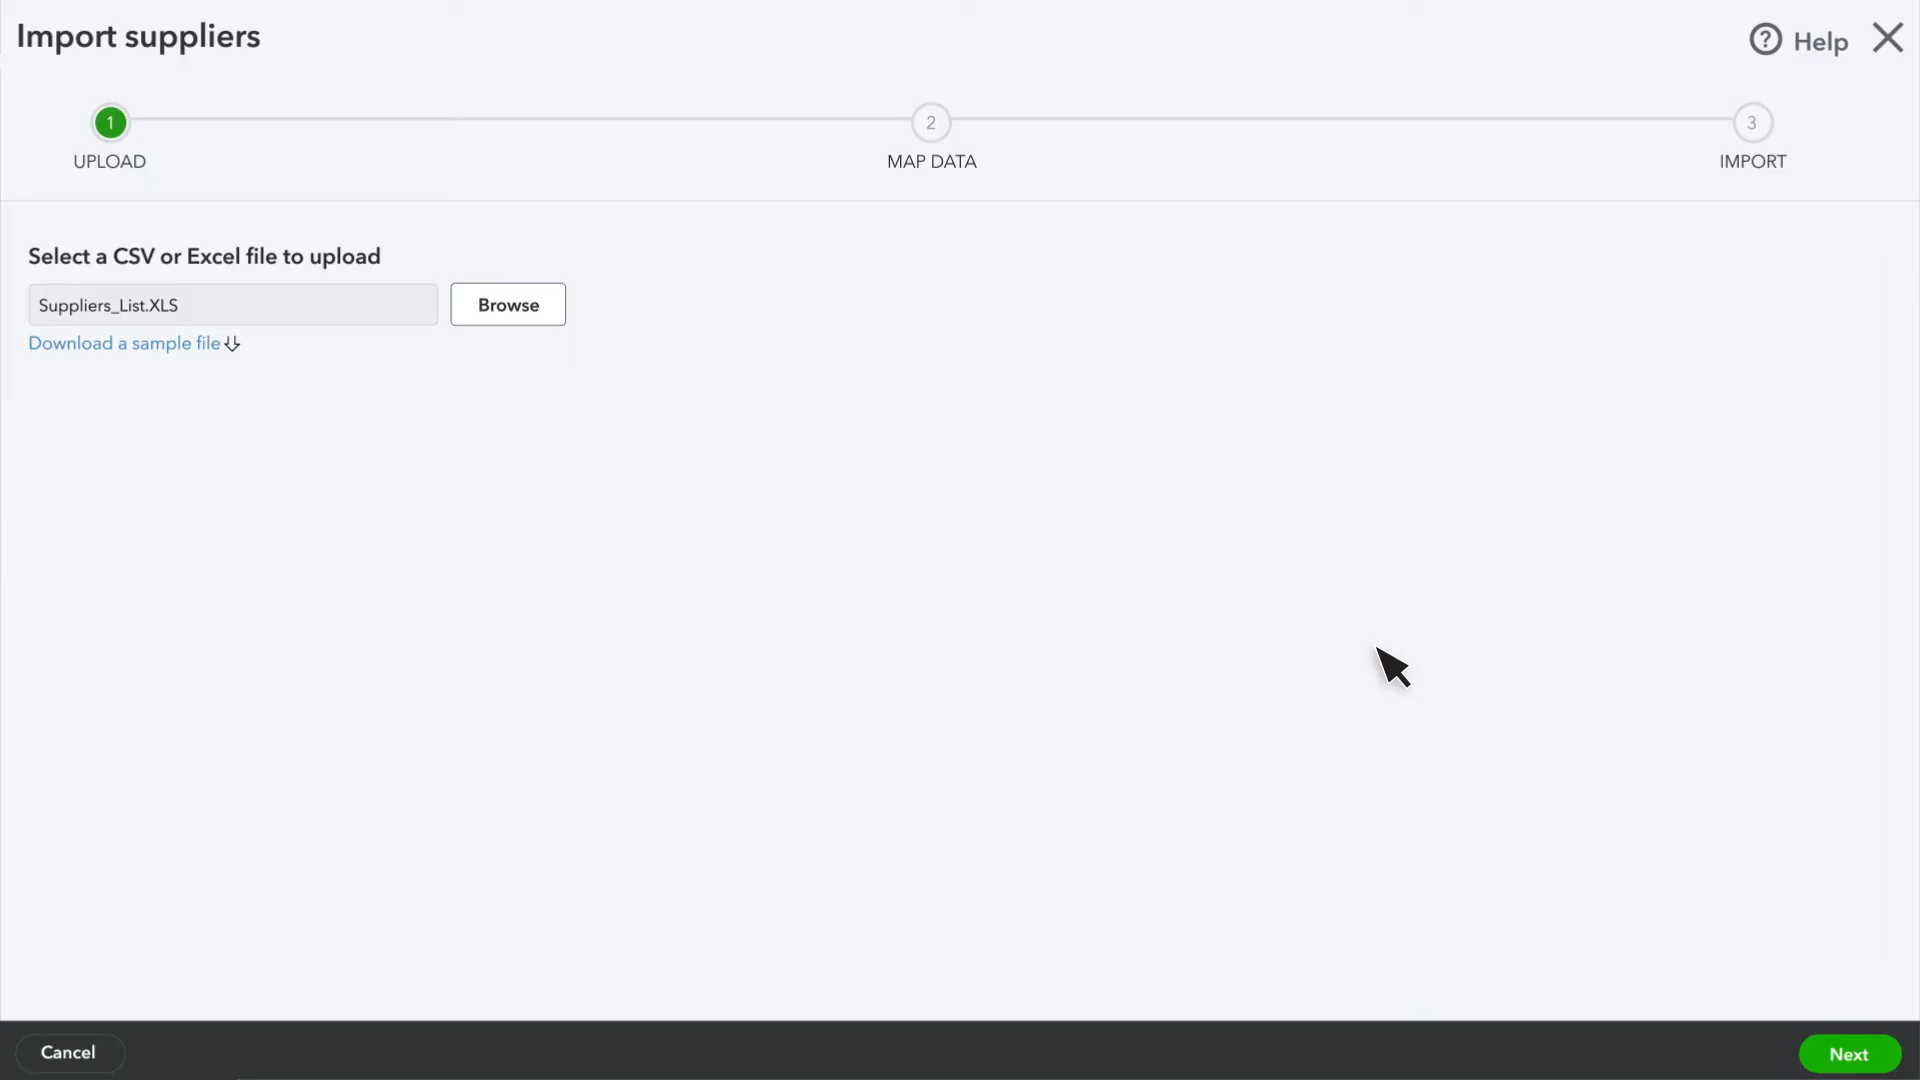 Import suppliers
Help
1
2
3
UPLOAD
MAP DATA
IMPORT
Select a CSV or Excel file to upload
Suppliers_List.XLS
Browse
Download a sample file
Cancel
Next